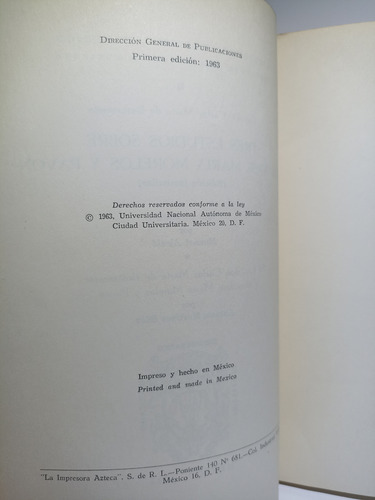 DIRECCIÓN GENERAL DE PUBLICACIONES
Primera edición: 1963
Derechos reservados conforme a la ley
© 1963, Universidad Nacional Autónoma de México
Ciudad Universitaria. México 20, D. F.
Impreso y hecho en México
Printed and made in Mexico
"La Impresora Azteca". S. de R. L.—Poniente 140 Nº 681.—Col. Industrial
México 16, D. F.